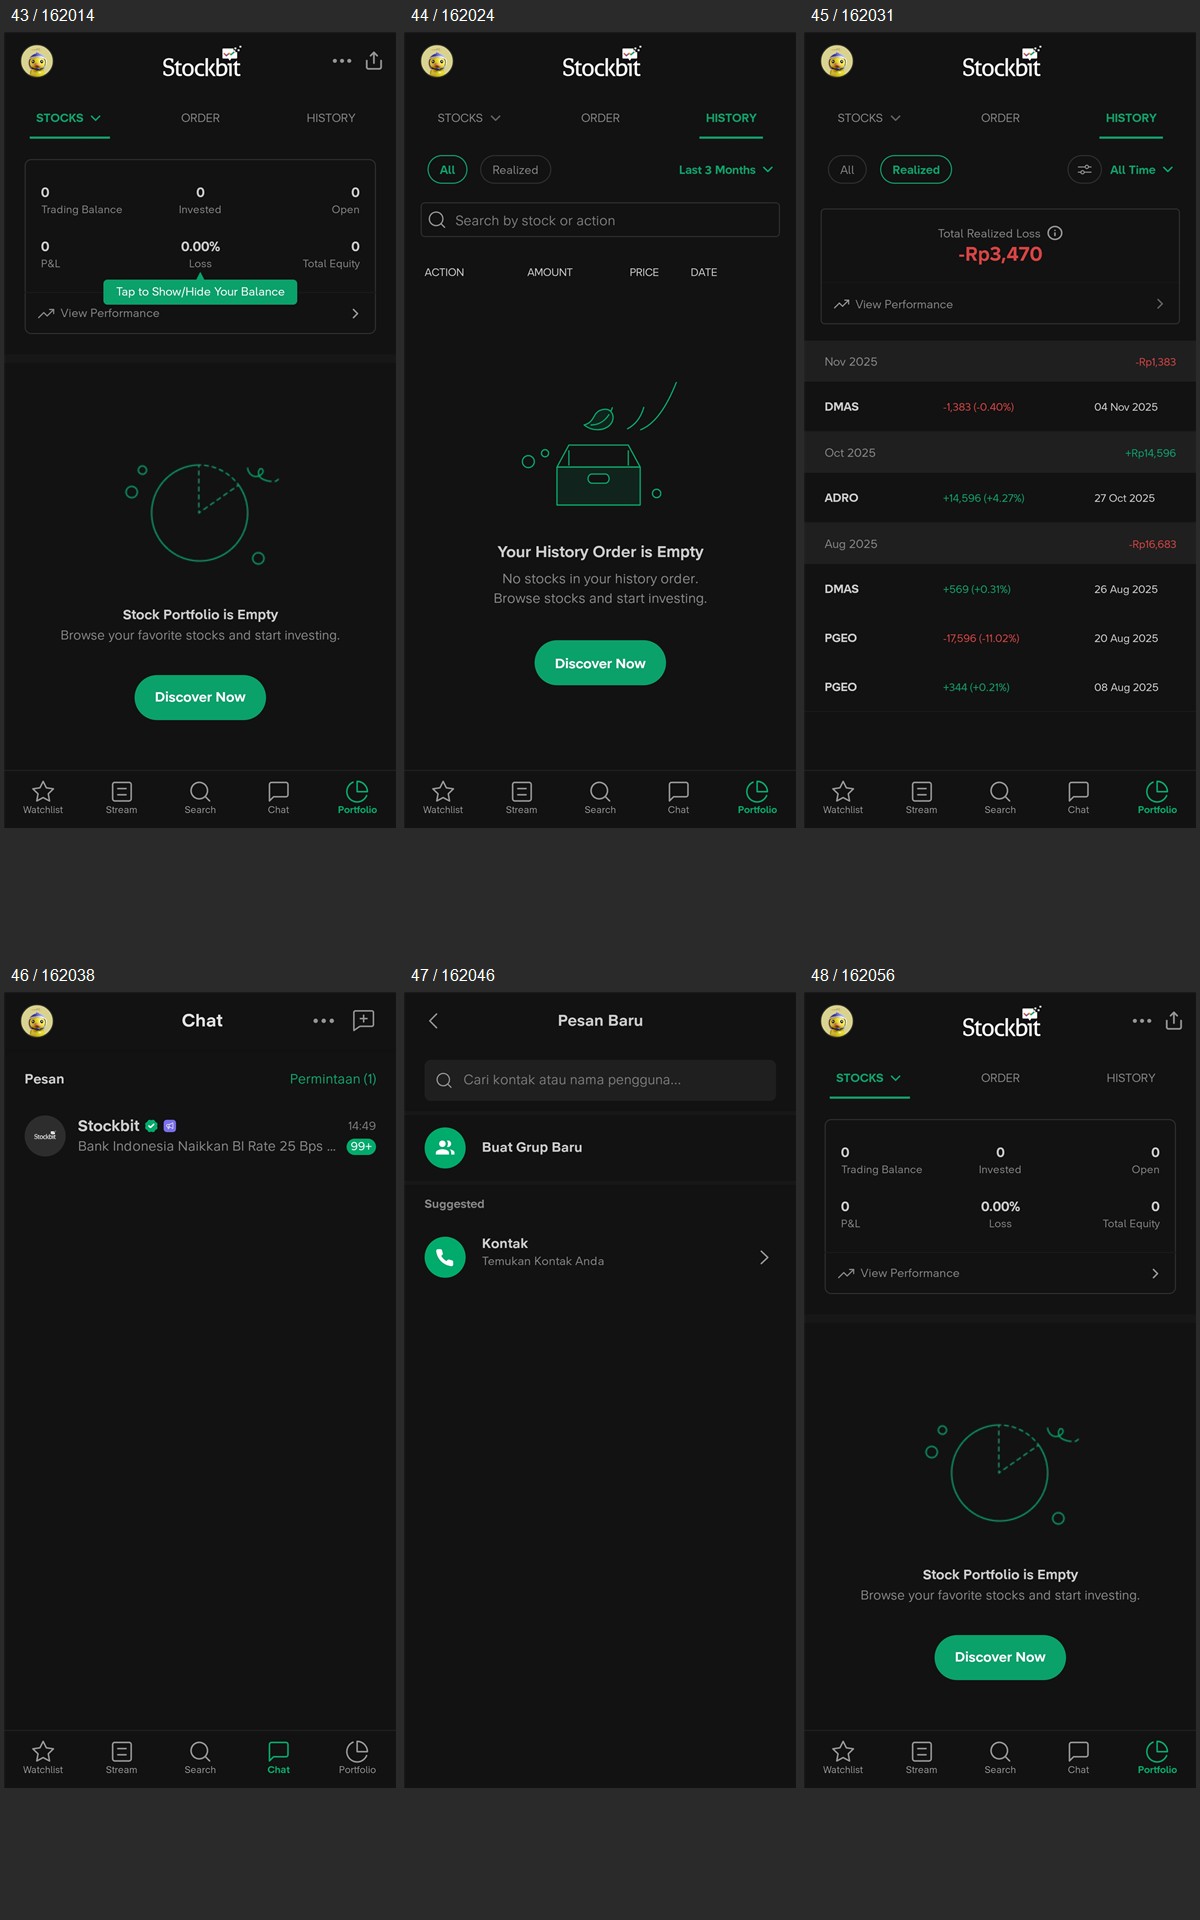 43 / 162014
Stockbit
STOCKS ORDER HISTORY
0 0 0
Trading Balance Invested Open
0 0.00% 0
P&L Loss Total Equity
Tap to Show/Hide Your Balance
View Performance
Stock Portfolio is Empty
Browse your favorite stocks and start investing.
Discover Now
Watchlist Stream Search Chat Portfolio
44 / 162024
Stockbit
STOCKS ORDER HISTORY
All Realized Last 3 Months
Search by stock or action
ACTION AMOUNT PRICE DATE
Your History Order is Empty
No stocks in your history order.
Browse stocks and start investing.
Discover Now
Watchlist Stream Search Chat Portfolio
45 / 162031
Stockbit
STOCKS ORDER HISTORY
All Realized All Time
Total Realized Loss
-Rp3,470
View Performance
Nov 2025 -Rp1,383
DMAS -1,383 (-0.40%) 04 Nov 2025
Oct 2025 +Rp14,596
ADRO +14,596 (+4.27%) 27 Oct 2025
Aug 2025 -Rp16,683
DMAS +569 (+0.31%) 26 Aug 2025
PGEO -17,596 (-11.02%) 20 Aug 2025
PGEO +344 (+0.21%) 08 Aug 2025
Watchlist Stream Search Chat Portfolio
46 / 162038
Chat
Pesan Permintaan (1)
Stockbit
Stockbit 14:49
Bank Indonesia Naikkan BI Rate 25 Bps ... 99+
Watchlist Stream Search Chat Portfolio
47 / 162046
Pesan Baru
Cari kontak atau nama pengguna...
Buat Grup Baru
Suggested
Kontak
Temukan Kontak Anda
48 / 162056
Stockbit
STOCKS ORDER HISTORY
0 0 0
Trading Balance Invested Open
0 0.00% 0
P&L Loss Total Equity
View Performance
Stock Portfolio is Empty
Browse your favorite stocks and start investing.
Discover Now
Watchlist Stream Search Chat Portfolio